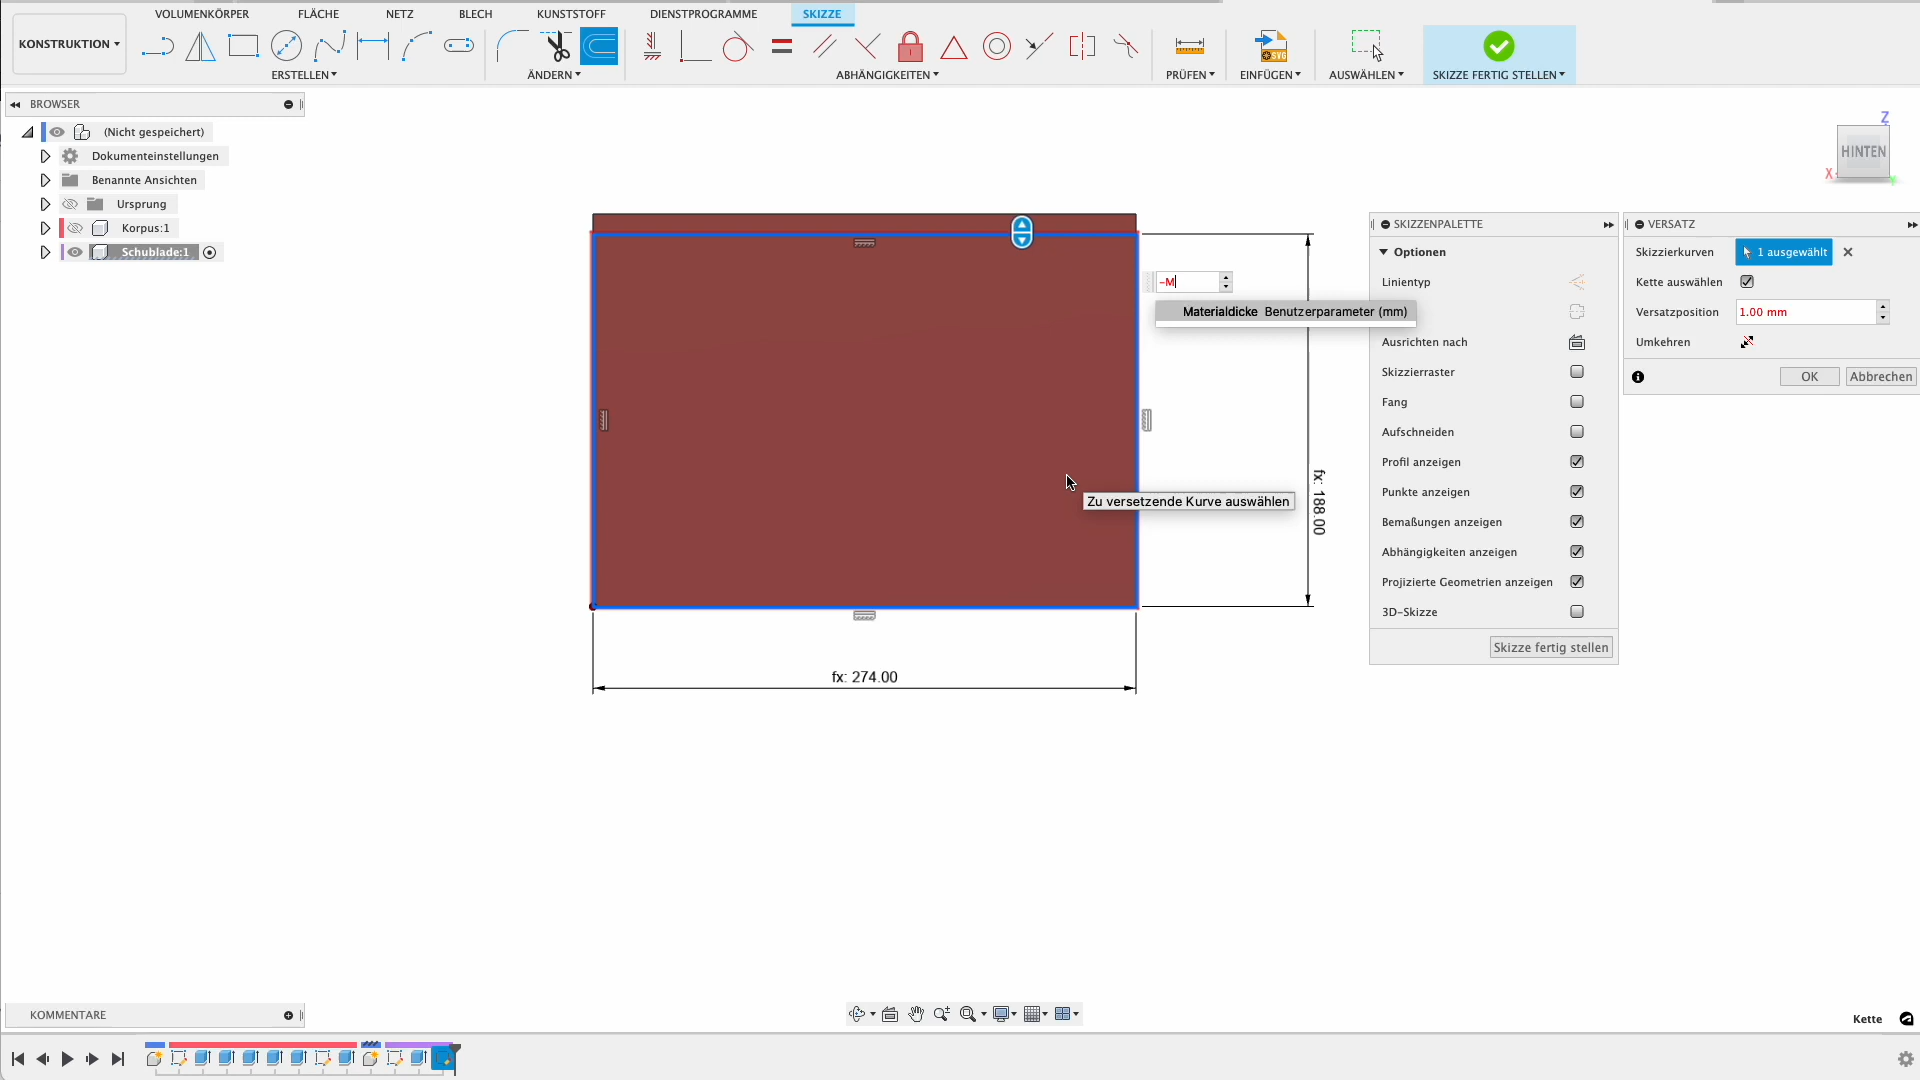 VOLUMENKÖRPER FLÄCHE NETZ BLECH KUNSTSTOFF DIENSTPROGRAMME SKIZZE
KONSTRUKTION
ERSTELLEN ÄNDERN ABHÄNGIGKEITEN PRÜFEN EINFÜGEN AUSWÄHLEN SKIZZE FERTIG STELLEN
SVG
BROWSER
(Nicht gespeichert)
Dokumenteinstellungen
Benannte Ansichten
Ursprung
Korpus:1
Schublade:1
Z
HINTEN
X
Y
-M
Materialdicke Benutzerparameter (mm)
Zu versetzende Kurve auswählen
fx: 188.00
fx: 274.00
SKIZZENPALETTE
Optionen
Linientyp
Ausrichten nach
Skizzierraster
Fang
Aufschneiden
Profil anzeigen
Punkte anzeigen
Bemaßungen anzeigen
Abhängigkeiten anzeigen
Projizierte Geometrien anzeigen
3D-Skizze
Skizze fertig stellen
VERSATZ
Skizzierkurven 1 ausgewählt
Kette auswählen
Versatzposition 1.00 mm
Umkehren
OK Abbrechen
KOMMENTARE
Kette